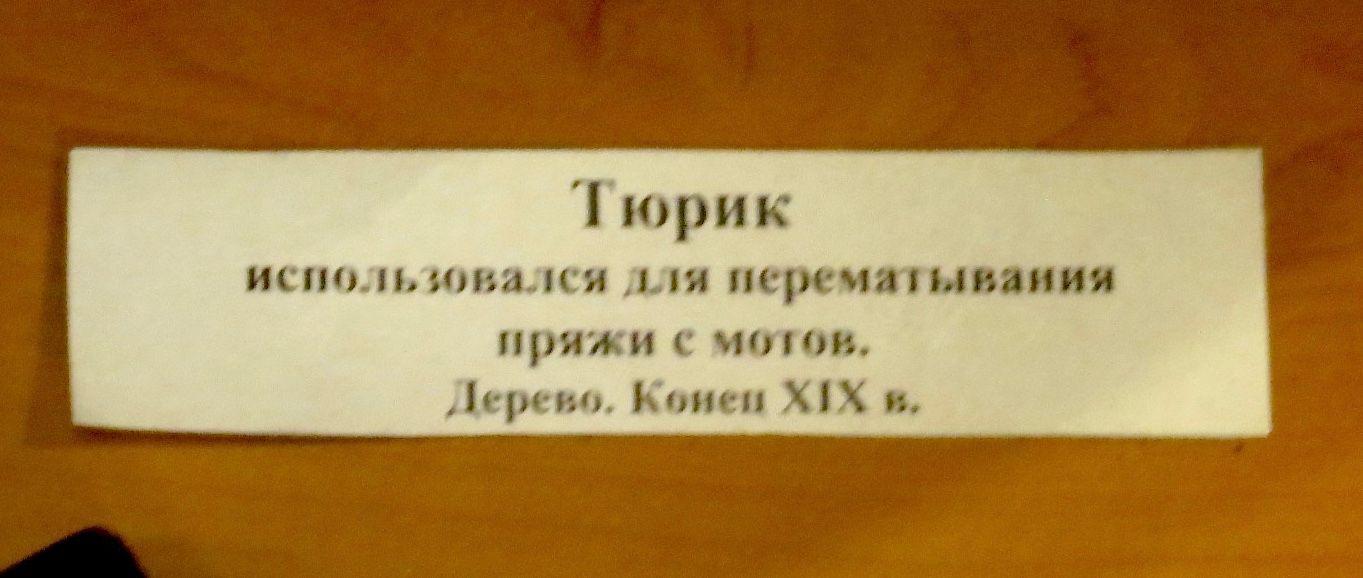 Тюрик
использовался для перематывания
пряжи с мотов.
Дерево. Конец XIX в.